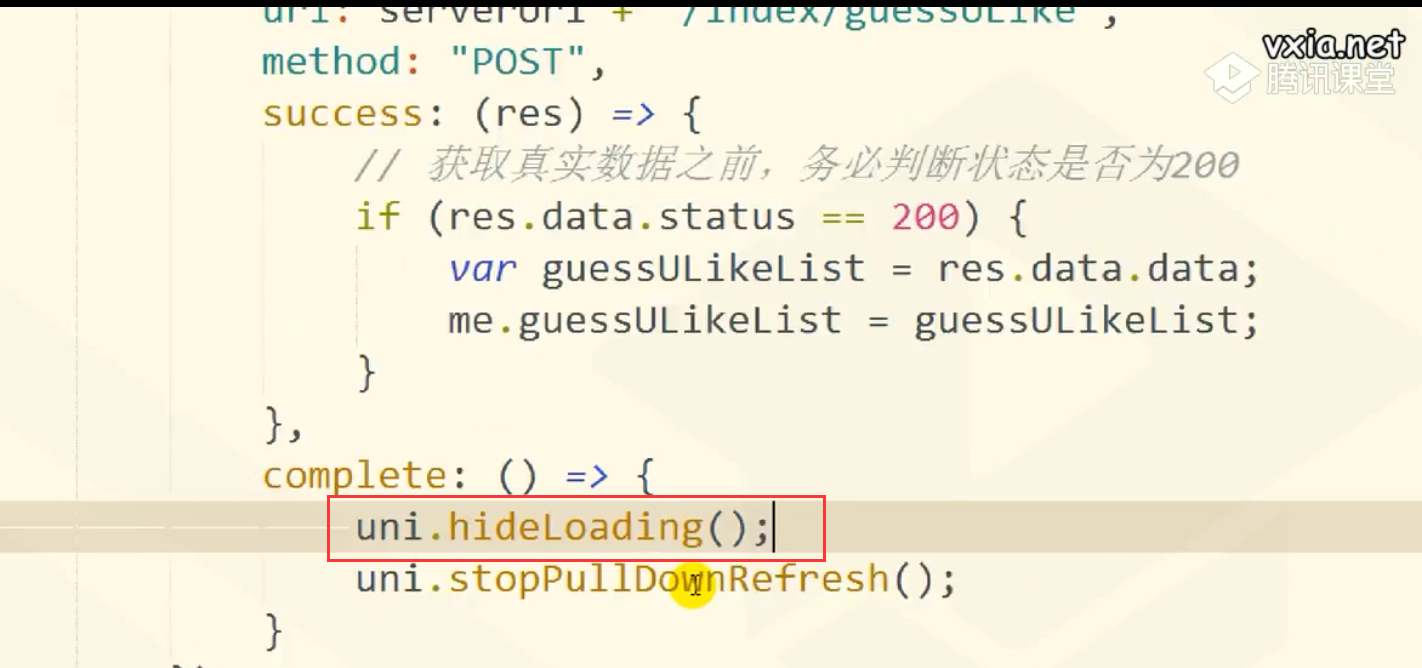 url: serverUrl + '/index/guessULike',
vxia.net
腾讯课堂
method: "POST",
success: (res) => {
// 获取真实数据之前，务必判断状态是否为200
if (res.data.status == 200) {
var guessULikeList = res.data.data;
me.guessULikeList = guessULikeList;
}
},
complete: () => {
uni.hideLoading();
uni.stopPullDownRefresh();
}